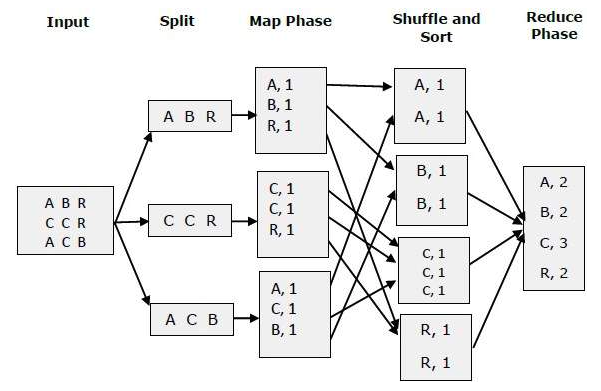 Input
Split
Map Phase
Shuffle and
Sort
Reduce
Phase
A B R
C C R
A C B
A B R
C C R
A C B
A, 1
B, 1
R, 1
C, 1
C, 1
R, 1
A, 1
C, 1
B, 1
A, 1
A, 1
B, 1
B, 1
C, 1
C, 1
C, 1
R, 1
R, 1
A, 2
B, 2
C, 3
R, 2